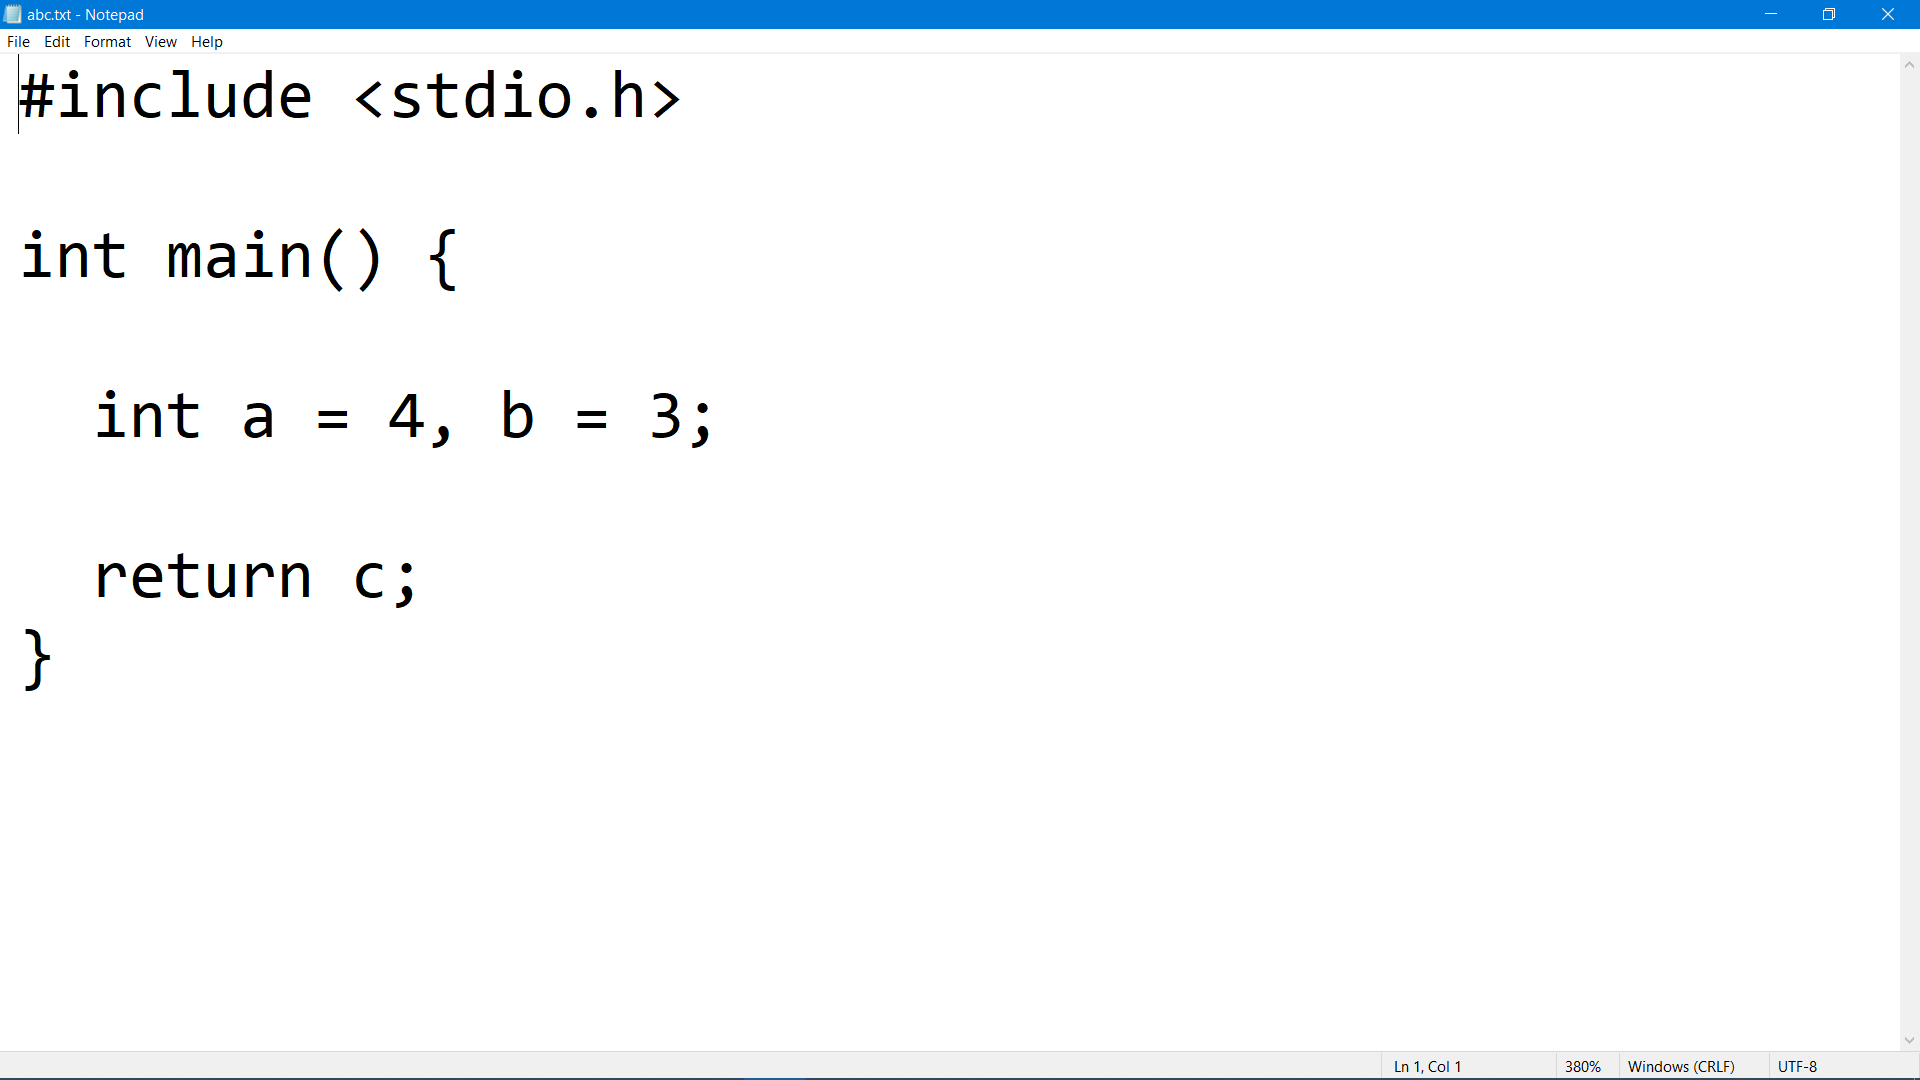 abc.txt - Notepad
File Edit Format View Help
#include <stdio.h>
int main() {
int a = 4, b = 3;
return c;
}
Ln 1, Col 1 380% Windows (CRLF) UTF-8